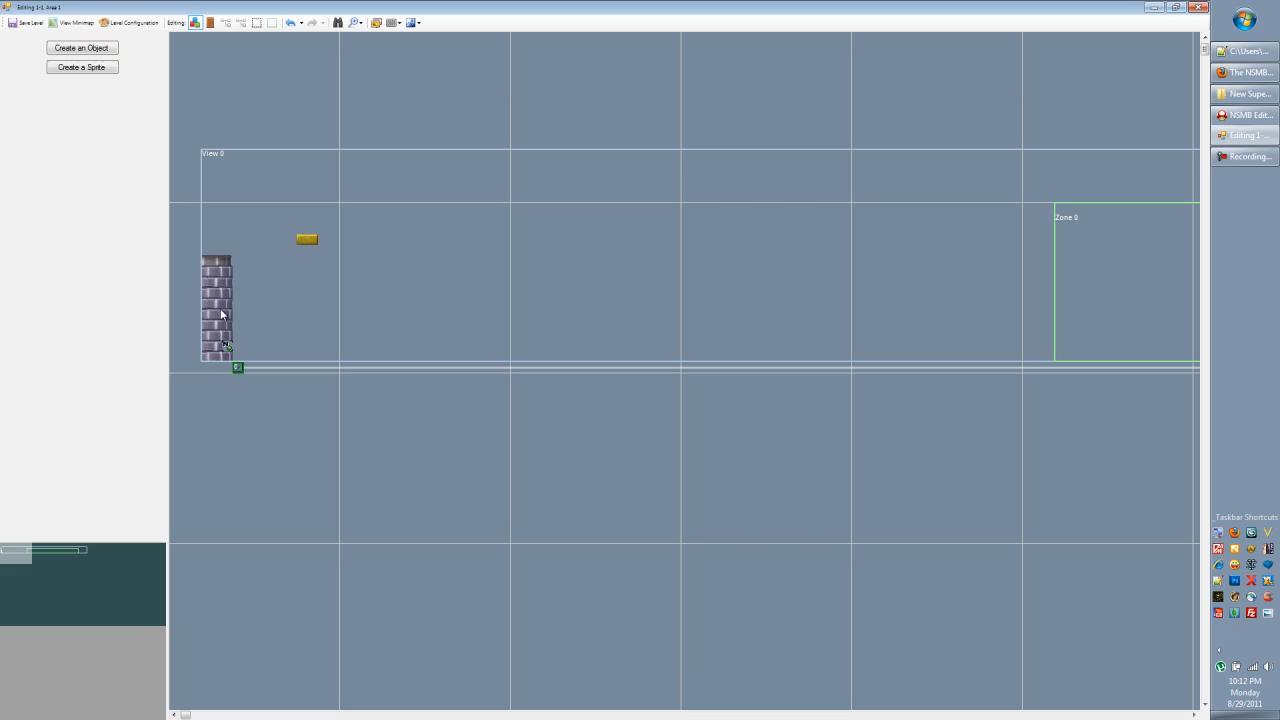 Editing 1-1, Area 1
Save Level View Minimap Level Configuration Editing:
Create an Object
Create a Sprite
View 0
Zone 0
0
C:\Users\...
The NSMB...
New Supe...
NSMB Edit...
Editing 1-...
Recording...
_Taskbar Shortcuts
10:12 PM
Monday
8/29/2011